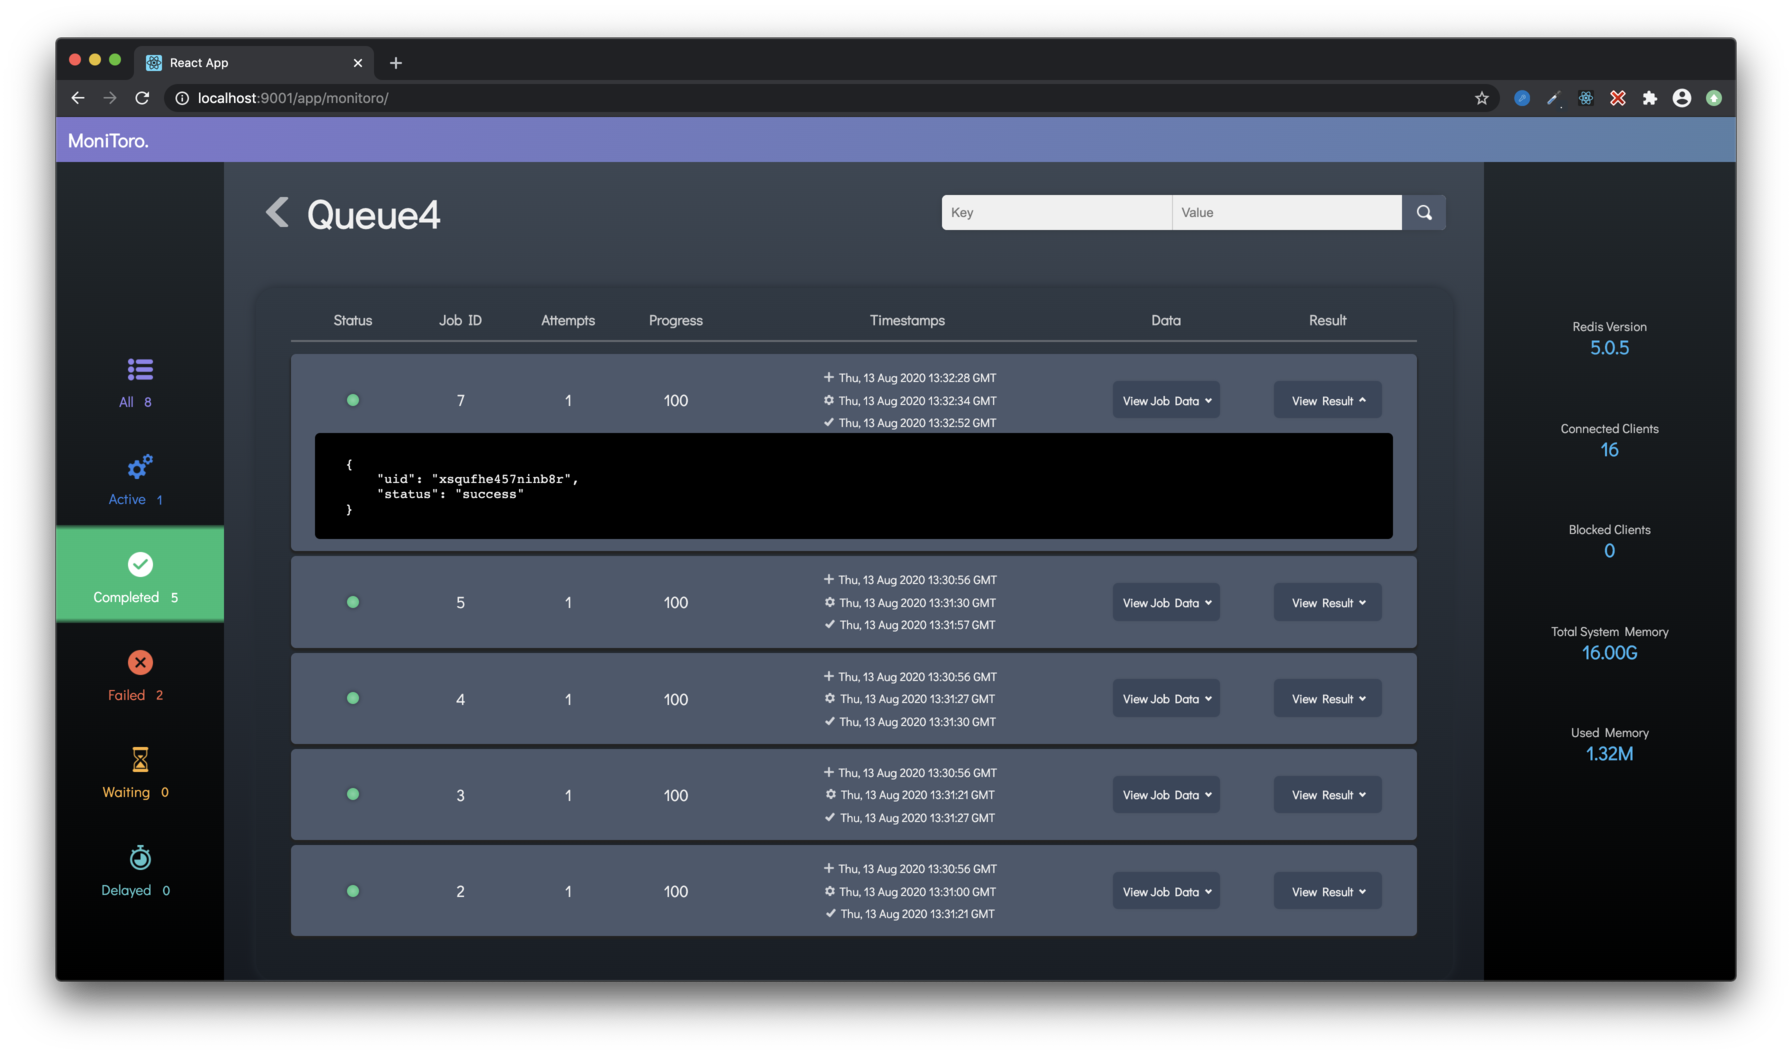 React App
localhost:9001/app/monitoro/
MoniToro.
Queue4
Key
Value
Status Job ID Attempts Progress Timestamps Data Result
Thu, 13 Aug 2020 13:32:28 GMT
7 1 100 Thu, 13 Aug 2020 13:32:34 GMT View Job Data View Result
Thu, 13 Aug 2020 13:32:52 GMT
{
"uid": "xsqufhe457ninb8r",
"status": "success"
}
Thu, 13 Aug 2020 13:30:56 GMT
5 1 100 Thu, 13 Aug 2020 13:31:30 GMT View Job Data View Result
Thu, 13 Aug 2020 13:31:57 GMT
Thu, 13 Aug 2020 13:30:56 GMT
4 1 100 Thu, 13 Aug 2020 13:31:27 GMT View Job Data View Result
Thu, 13 Aug 2020 13:31:30 GMT
Thu, 13 Aug 2020 13:30:56 GMT
3 1 100 Thu, 13 Aug 2020 13:31:21 GMT View Job Data View Result
Thu, 13 Aug 2020 13:31:27 GMT
Thu, 13 Aug 2020 13:30:56 GMT
2 1 100 Thu, 13 Aug 2020 13:31:00 GMT View Job Data View Result
Thu, 13 Aug 2020 13:31:21 GMT
All 8
Active 1
Completed 5
Failed 2
Waiting 0
Delayed 0
Redis Version
5.0.5
Connected Clients
16
Blocked Clients
0
Total System Memory
16.00G
Used Memory
1.32M